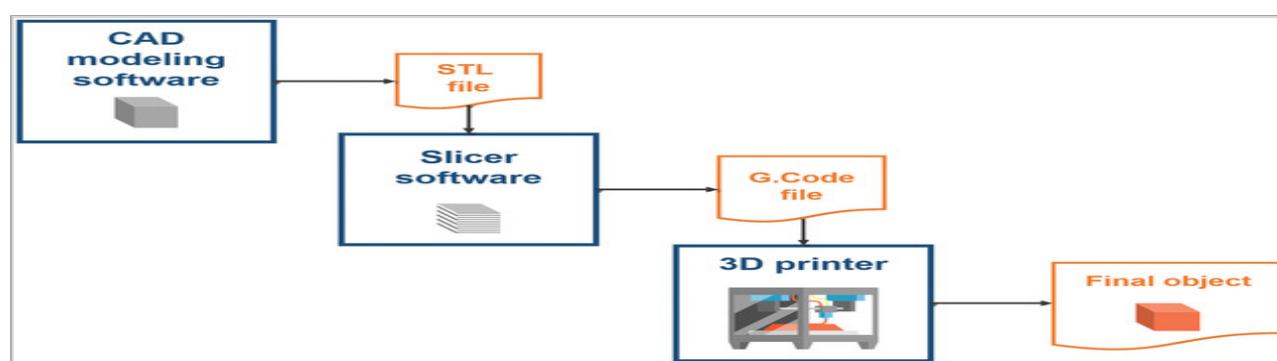 CAD
modeling
software
STL
file
Slicer
software
G.Code
file
3D printer
Final object